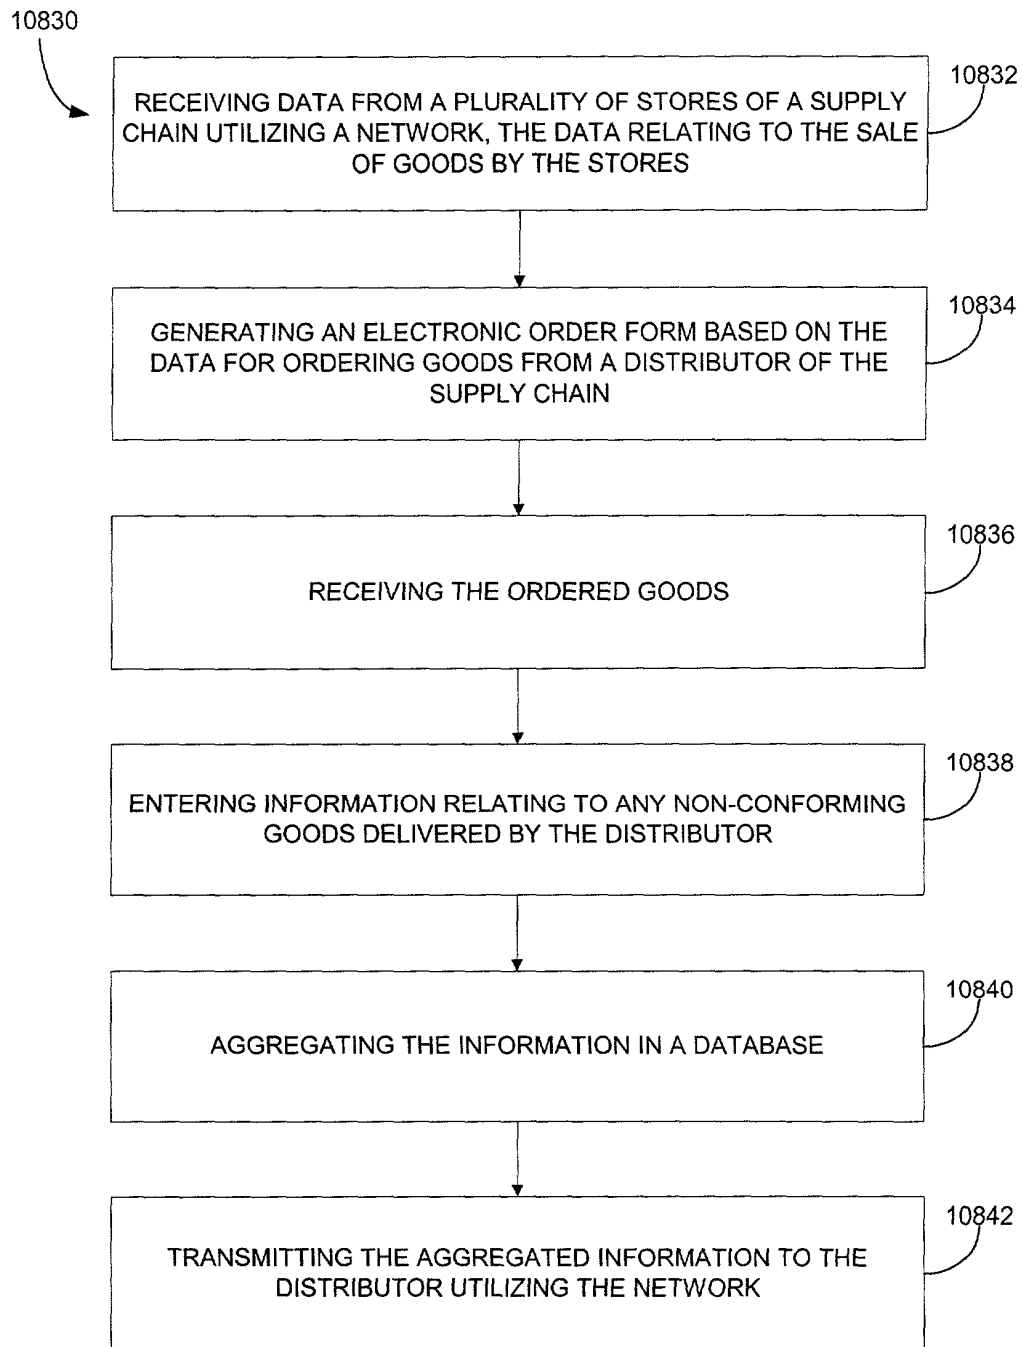 10830
10832
RECEIVING DATA FROM A PLURALITY OF STORES OF A SUPPLY
CHAIN UTILIZING A NETWORK, THE DATA RELATING TO THE SALE
OF GOODS BY THE STORES
10834
GENERATING AN ELECTRONIC ORDER FORM BASED ON THE
DATA FOR ORDERING GOODS FROM A DISTRIBUTOR OF THE
SUPPLY CHAIN
10836
RECEIVING THE ORDERED GOODS
10838
ENTERING INFORMATION RELATING TO ANY NON-CONFORMING
GOODS DELIVERED BY THE DISTRIBUTOR
10840
AGGREGATING THE INFORMATION IN A DATABASE
10842
TRANSMITTING THE AGGREGATED INFORMATION TO THE
DISTRIBUTOR UTILIZING THE NETWORK